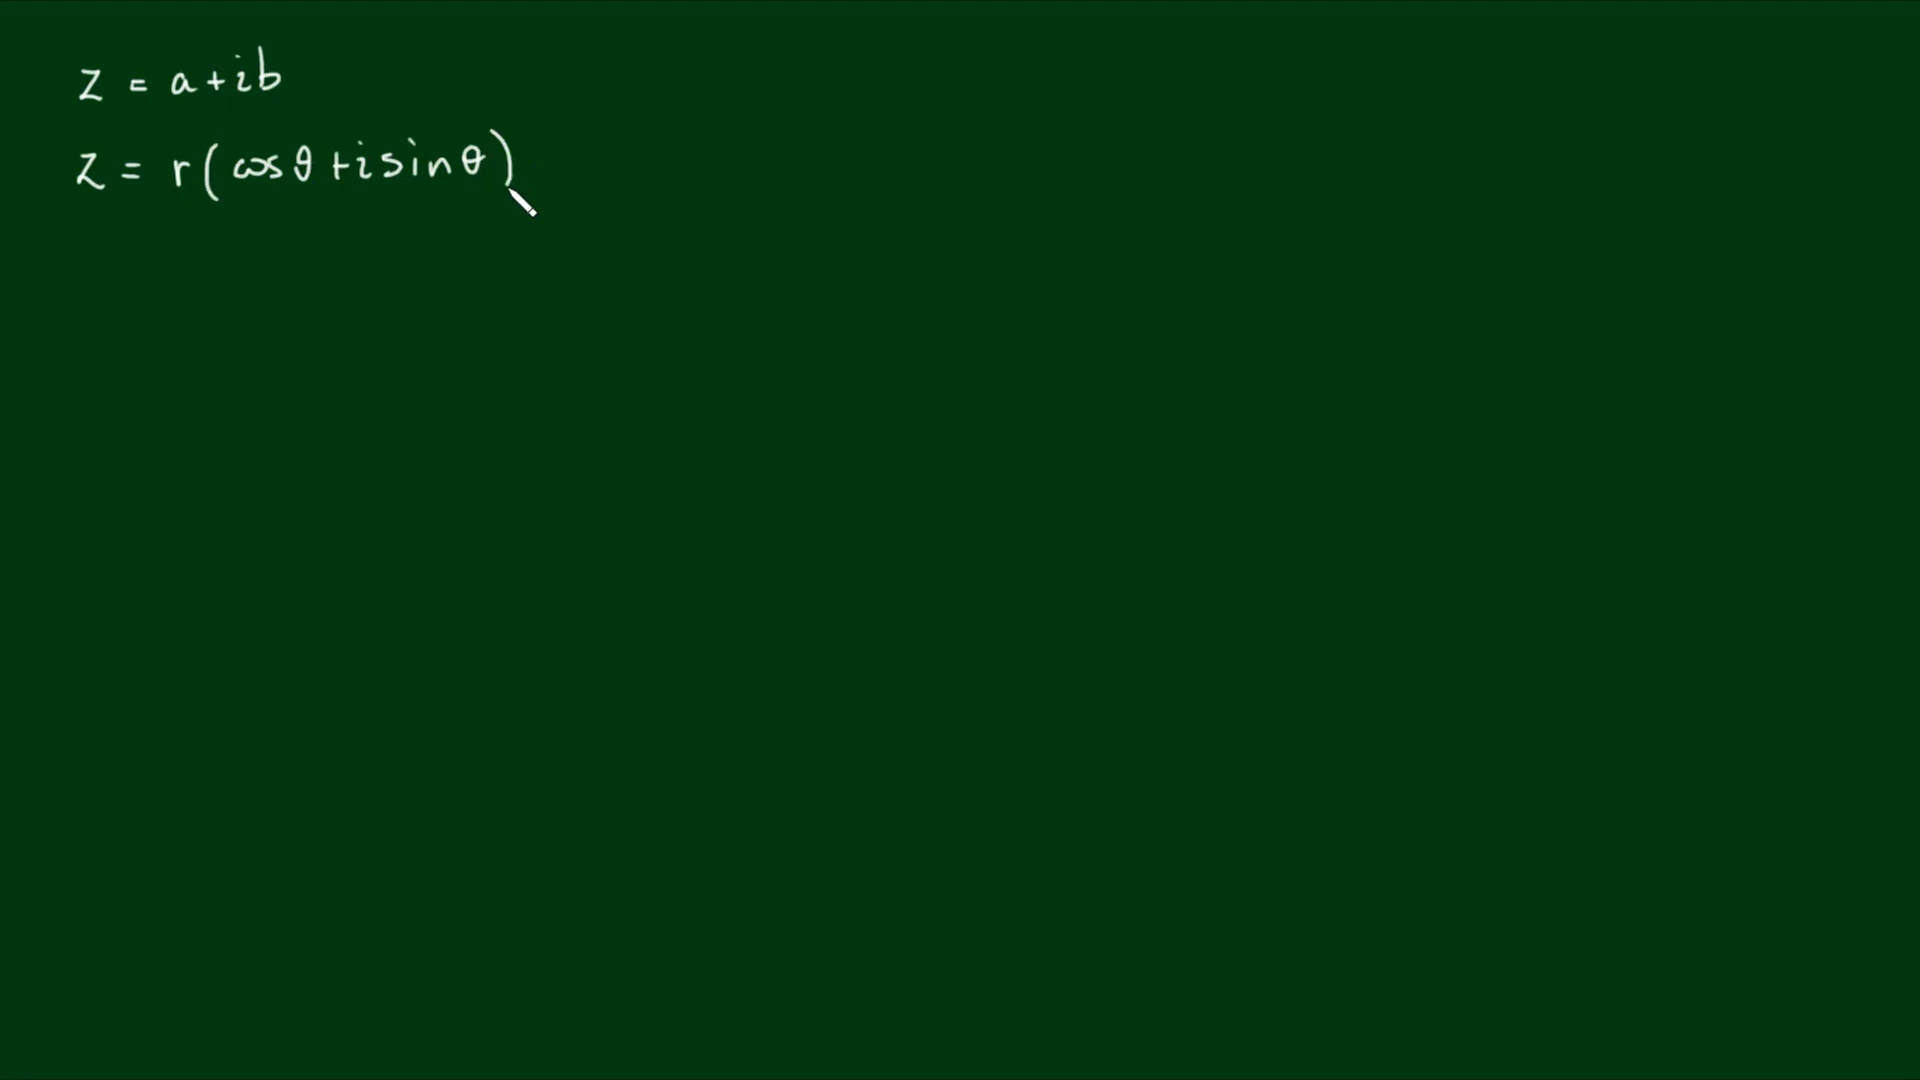 z = a+ib
z = r(cosθ +isinθ)